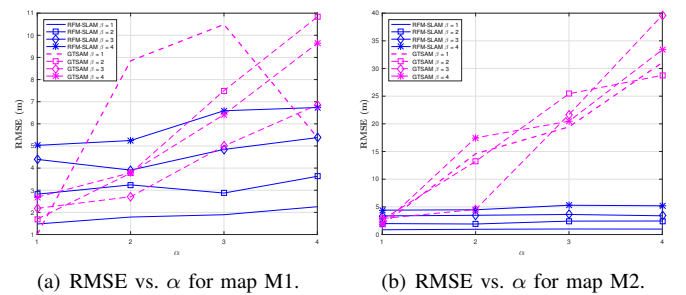 11
10
9
8
7
6
5
4
3
2
1
RMSE (m)
RFM-SLAM β = 1
RFM-SLAM β = 2
RFM-SLAM β = 3
RFM-SLAM β = 4
GTSAM β = 1
GTSAM β = 2
GTSAM β = 3
GTSAM β = 4
1 2 3 4
α
(a) RMSE vs. α for map M1.
40
35
30
25
20
15
10
5
0
RMSE (m)
RFM-SLAM β = 1
RFM-SLAM β = 2
RFM-SLAM β = 3
RFM-SLAM β = 4
GTSAM β = 1
GTSAM β = 2
GTSAM β = 3
GTSAM β = 4
1 2 3 4
α
(b) RMSE vs. α for map M2.